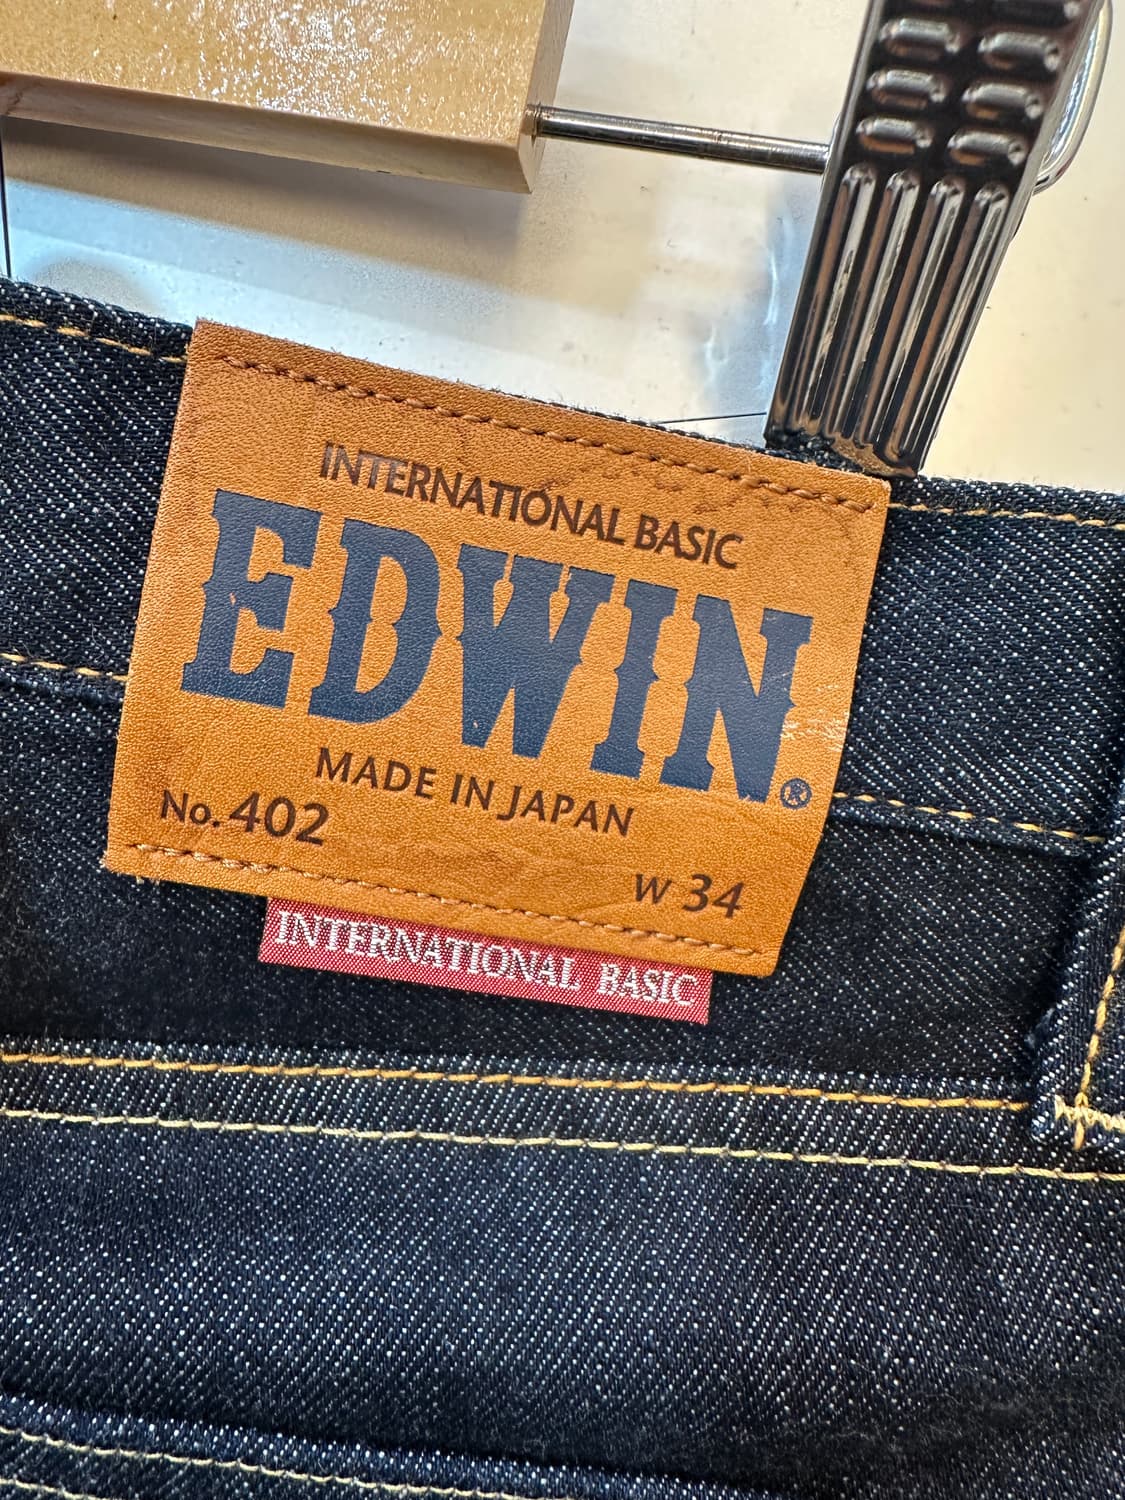 INTERNATIONAL BASIC
EDWIN®
MADE IN JAPAN
No. 402
W 34
INTERNATIONAL BASIC